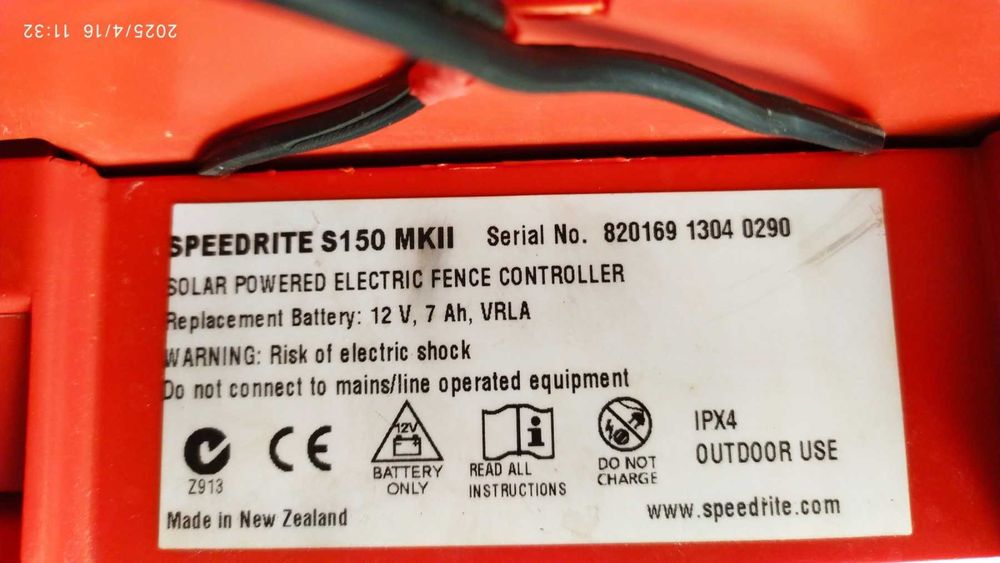 2025/4/16 11:32
SPEEDRITE S150 MKII Serial No. 820169 1304 0290
SOLAR POWERED ELECTRIC FENCE CONTROLLER
Replacement Battery: 12 V, 7 Ah, VRLA
WARNING: Risk of electric shock
Do not connect to mains/line operated equipment
12V
Z913
CE
BATTERY
ONLY
READ ALL
INSTRUCTIONS
DO NOT
CHARGE
IPX4
OUTDOOR USE
Made in New Zealand
www.speedrite.com